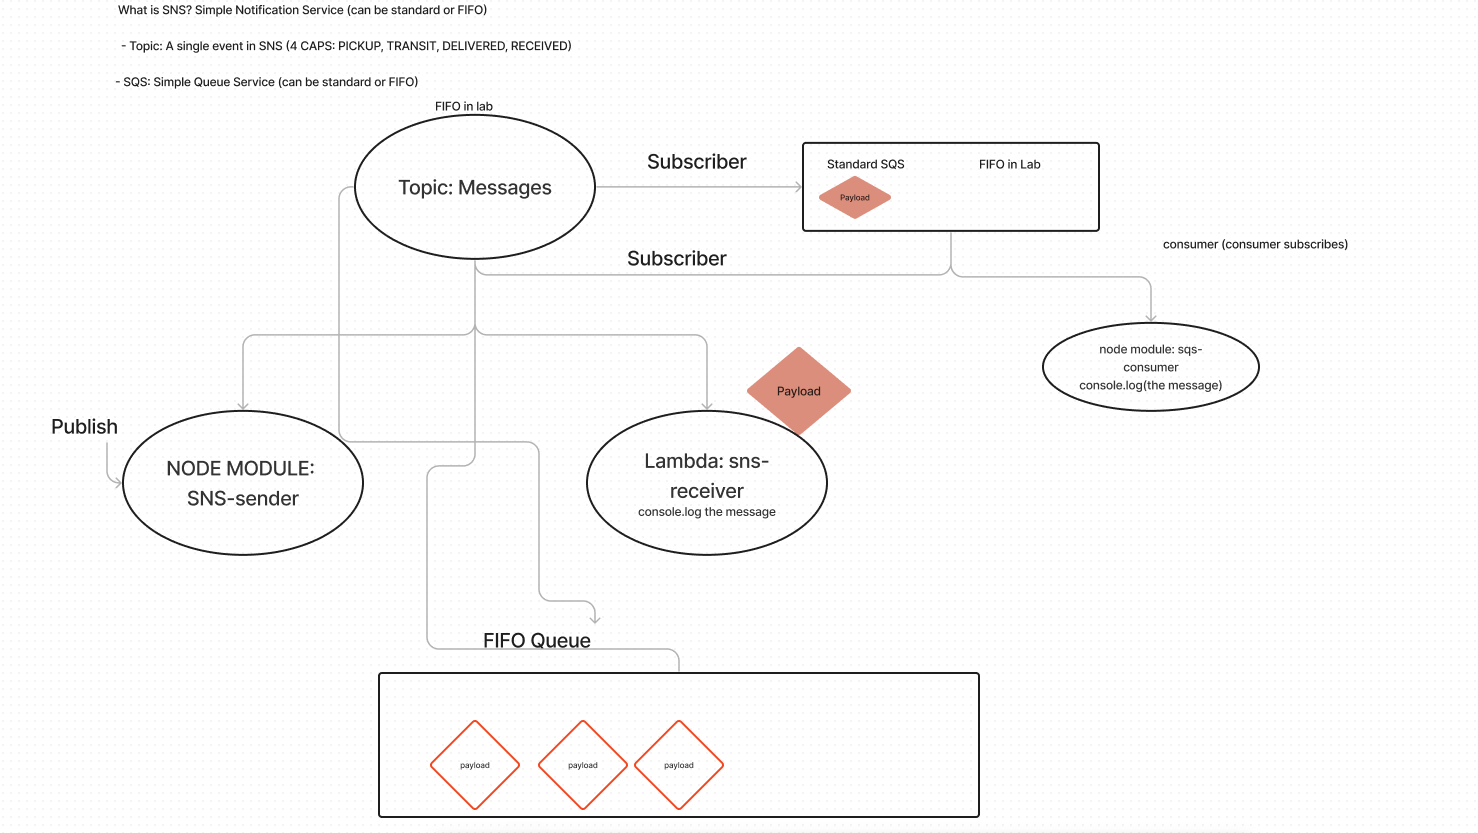 What is SNS? Simple Notification Service (can be standard or FIFO)
- Topic: A single event in SNS (4 CAPS: PICKUP, TRANSIT, DELIVERED, RECEIVED)
- SQS: Simple Queue Service (can be standard or FIFO)
FIFO in lab
Topic: Messages
Subscriber
Standard SQS
FIFO in Lab
Payload
Subscriber
consumer (consumer subscribes)
node module: sqs-
consumer
console.log(the message)
Payload
Publish
NODE MODULE:
SNS-sender
Lambda: sns-
receiver
console.log the message
FIFO Queue
payload
payload
payload